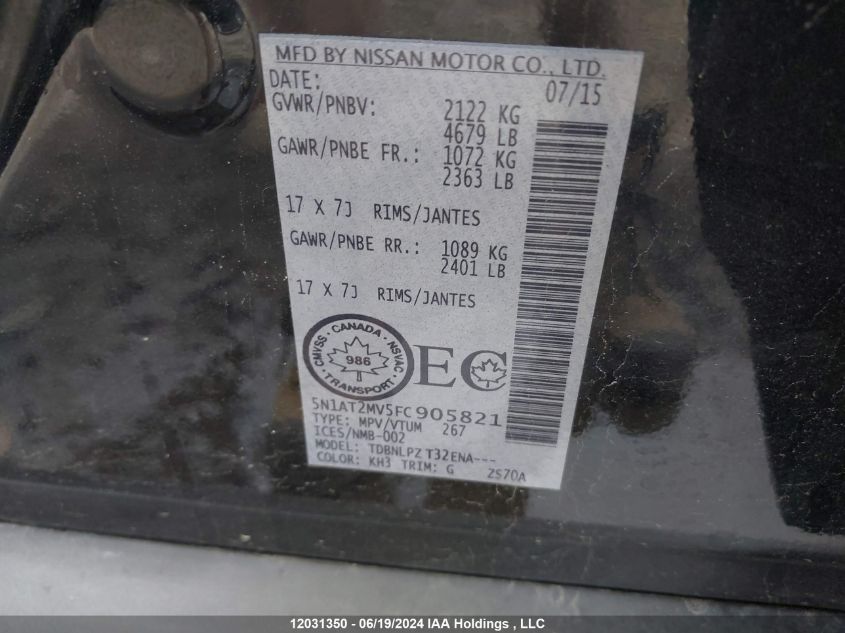 MFD BY NISSAN MOTOR CO., LTD.
DATE: 07/15
GVWR/PNBV: 2122 KG
4679 LB
GAWR/PNBE FR.: 1072 KG
2363 LB
17 X 7J RIMS/JANTES
GAWR/PNBE RR.: 1089 KG
2401 LB
17 X 7J RIMS/JANTES
CANADA
CMVSS · NSVAC
986
TRANSPORT
EC
5N1AT2MV5FC905821
TYPE: MPV/VTUM 267
ICES/NMB-002
MODEL: TDBNLPZ T32ENA---
COLOR: KH3 TRIM: G ZS70A
12031350 - 06/19/2024 IAA Holdings , LLC